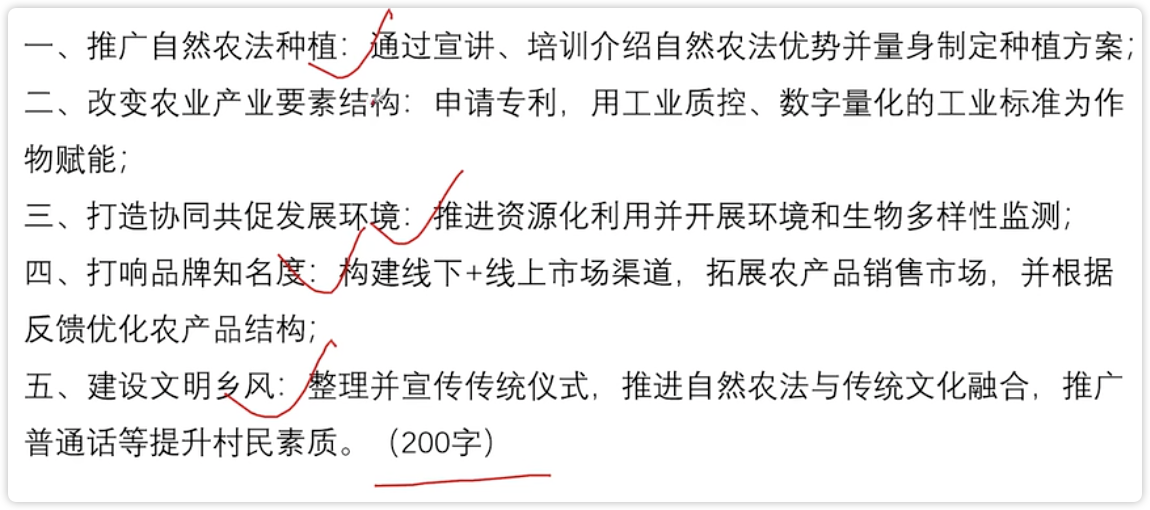 一、推广自然农法种植：通过宣讲、培训介绍自然农法优势并量身制定种植方案；
二、改变农业产业要素结构：申请专利，用工业质控、数字量化的工业标准为作
物赋能；
三、打造协同共促发展环境：推进资源化利用并开展环境和生物多样性监测；
四、打响品牌知名度：构建线下+线上市场渠道，拓展农产品销售市场，并根据
反馈优化农产品结构；
五、建设文明乡风：整理并宣传传统仪式，推进自然农法与传统文化融合，推广
普通话等提升村民素质。（200字）